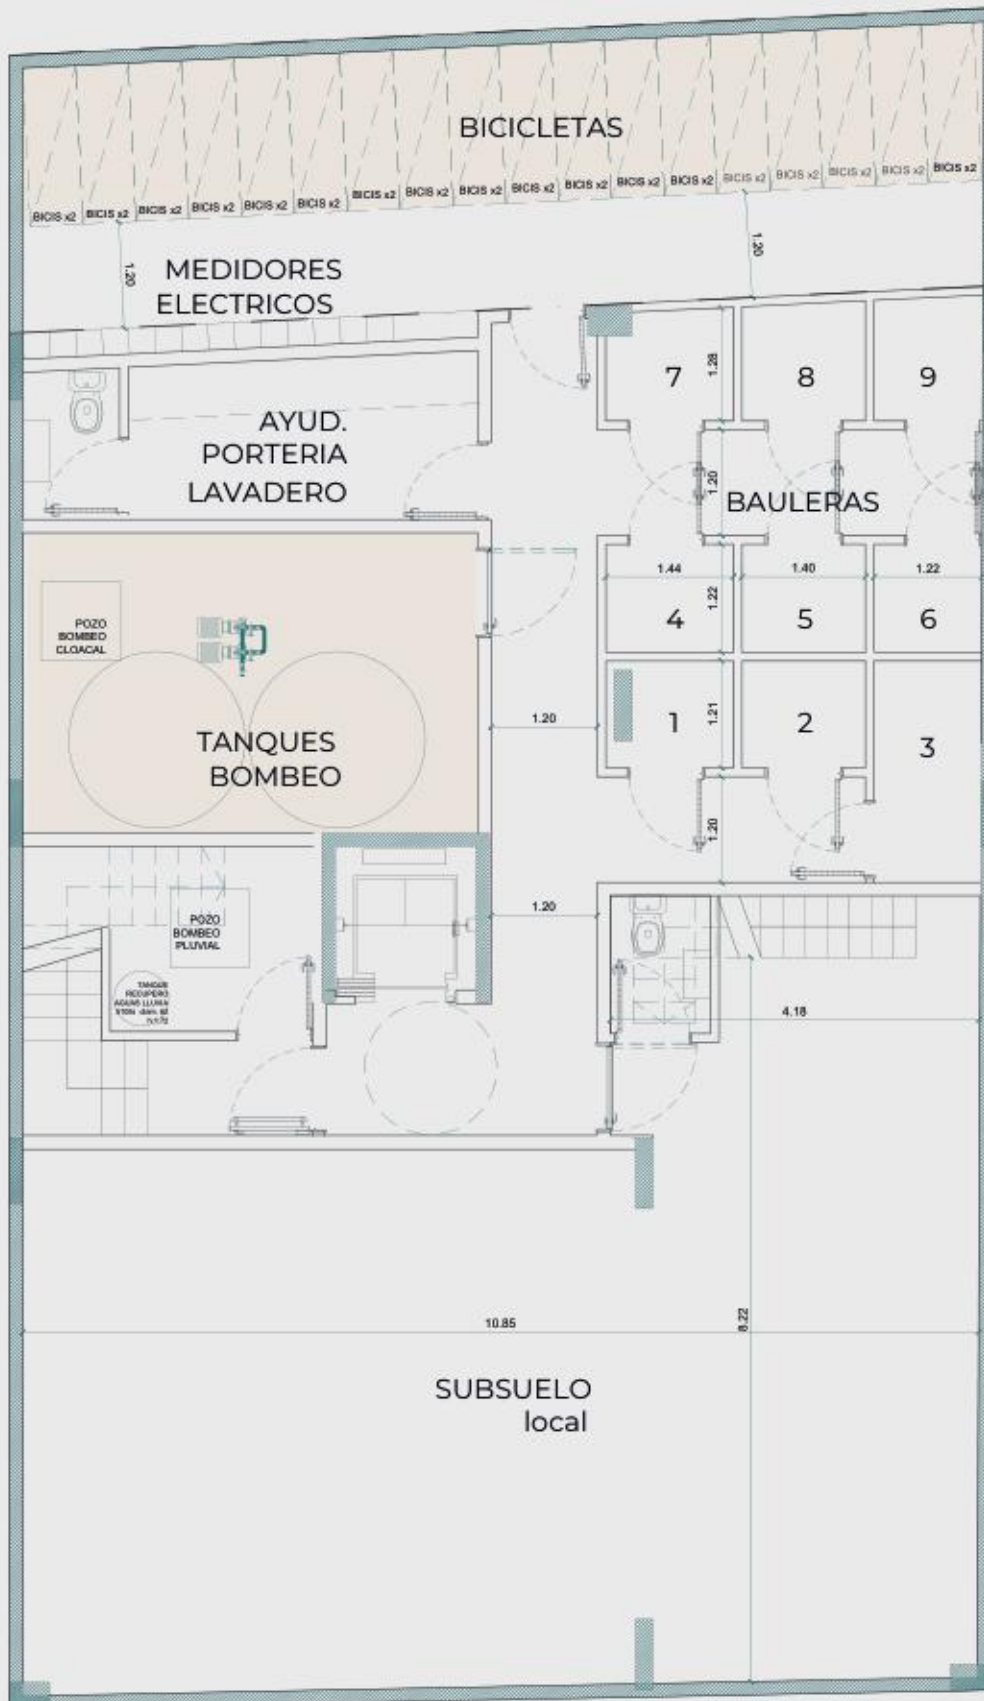 BICICLETAS
BICIS x2 BICIS x2 BICIS x2 BICIS x2 BICIS x2 BICIS x2 BICIS x2 BICIS x2 BICIS x2 BICIS x2 BICIS x2 BICIS x2 BICIS x2 BICIS x2 BICIS x2 BICIS x2 BICIS x2 BICIS x2
1.20
1.20
MEDIDORES
ELECTRICOS
7
1.28
8
9
AYUD.
PORTERIA
LAVADERO
1.20
BAULERAS
1.44
1.40
1.22
4
1.22
5
6
POZO
BOMBEO
CLOACAL
TANQUES
BOMBEO
1.20
1
1.21
2
3
1.20
1.20
POZO
BOMBEO
PLUVIAL
TANQUE
RECUPERO
AGUAS LLUVIA
4.18
10.85
8.22
SUBSUELO
local